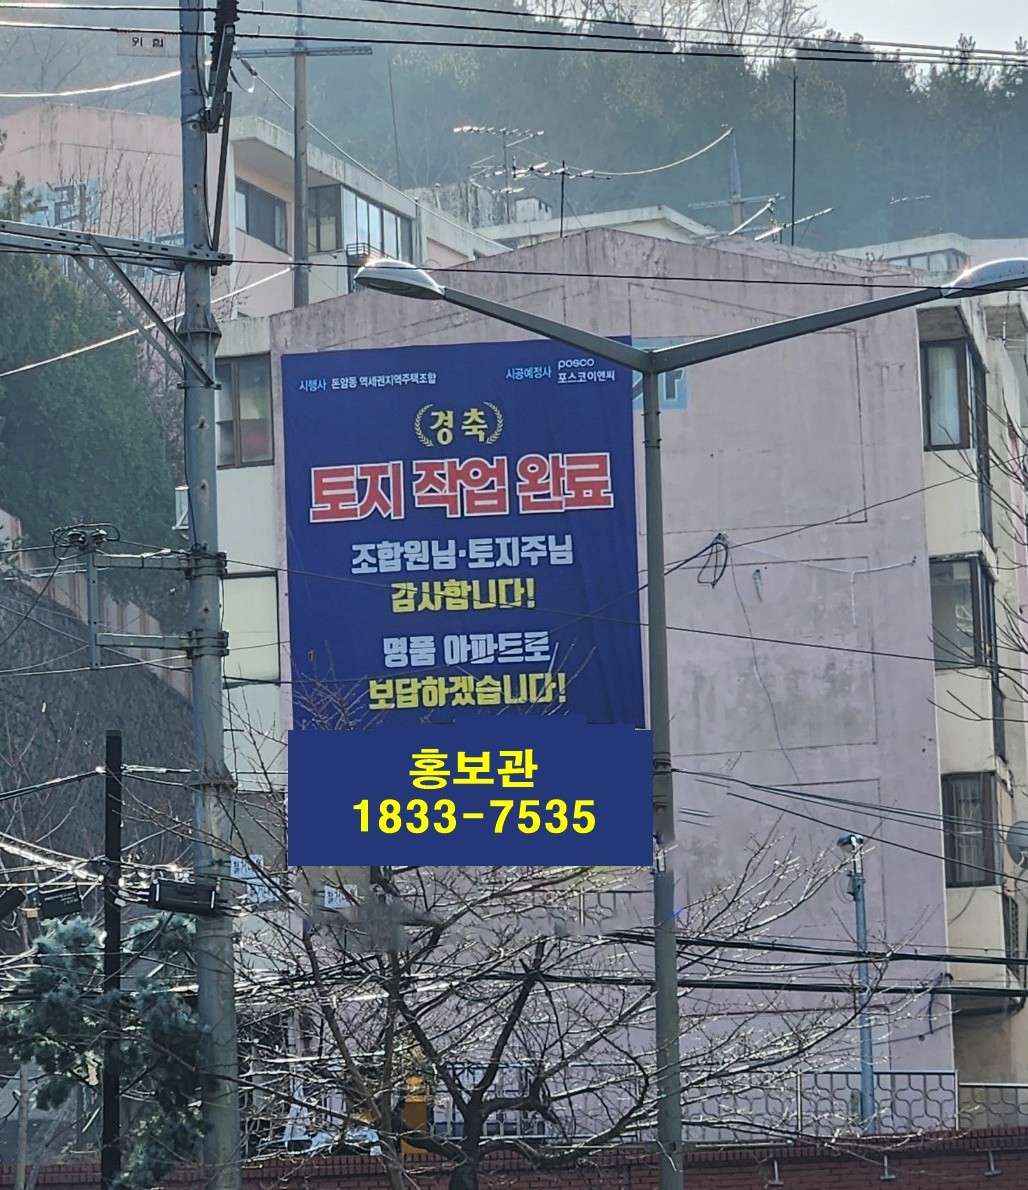 위 험
시행사 돈암동 역세권지역주택조합
시공예정사 posco
포스코이앤씨
경축
토지 작업 완료
조합원님·토지주님
감사합니다!
명품 아파트로
보답하겠습니다!
홍보관
1833-7535